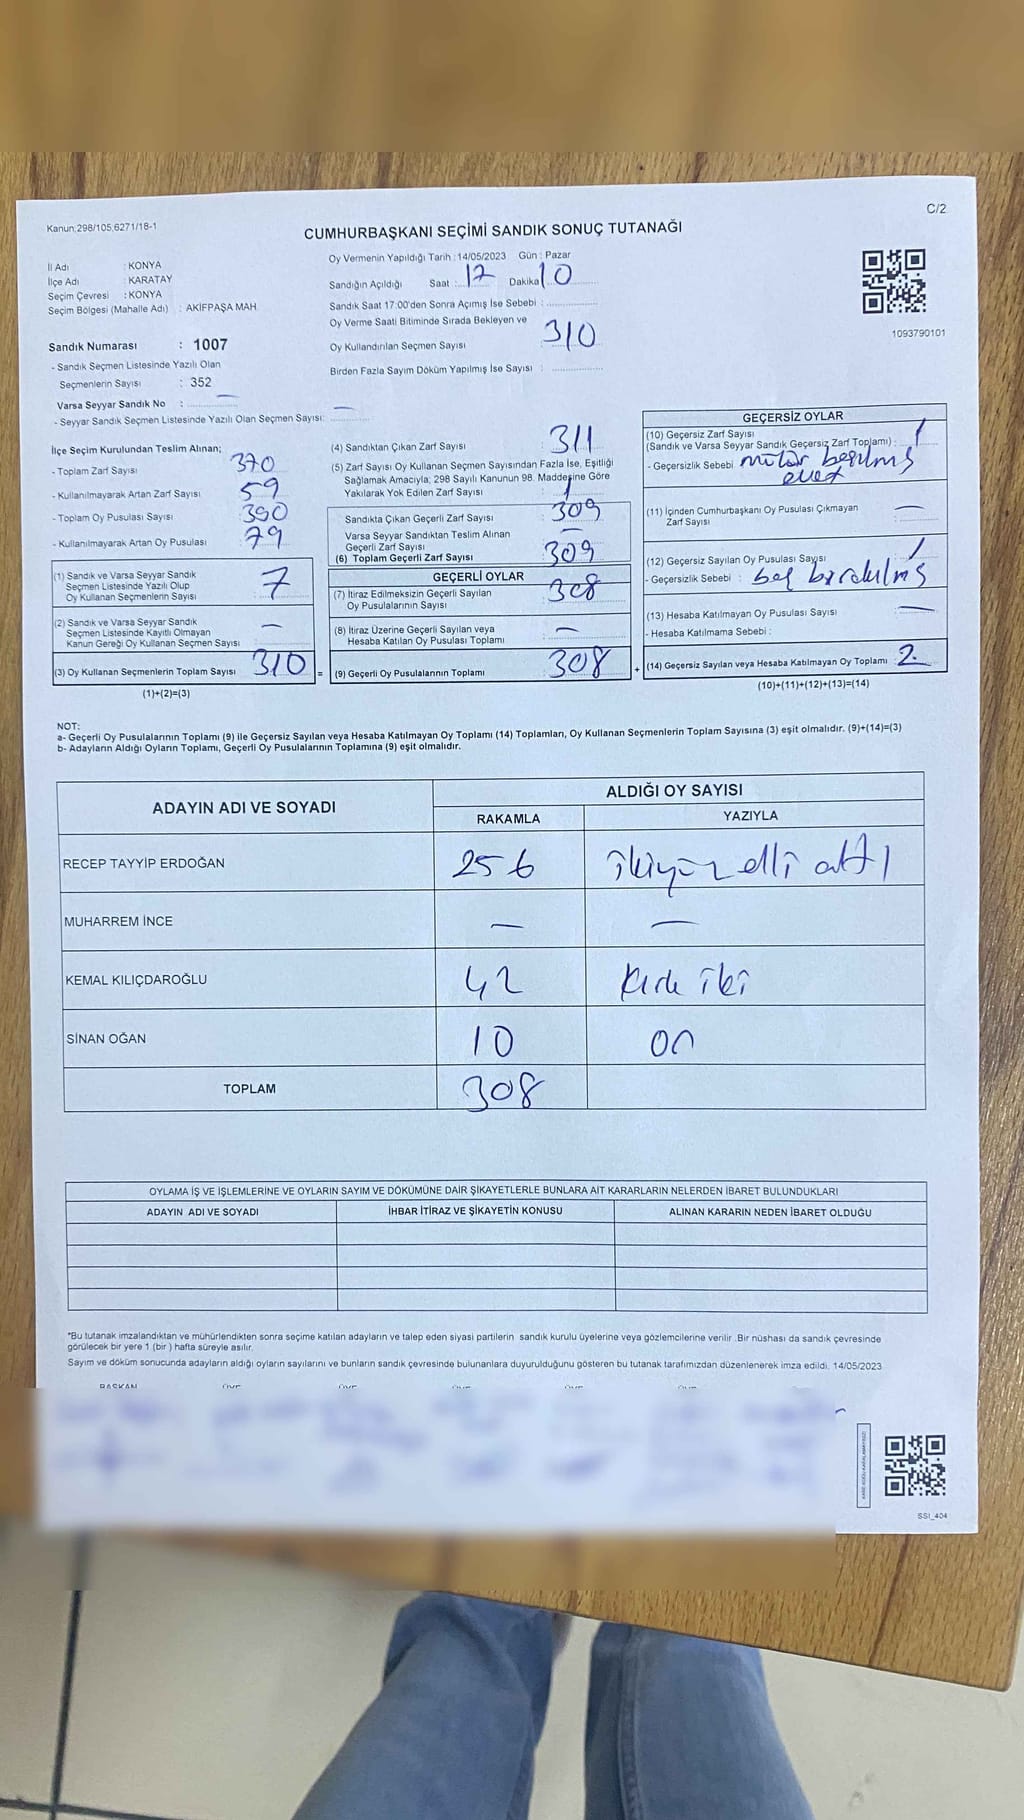 C/2
Kanun;298/105,6271/18-1
CUMHURBAŞKANI SEÇİMİ SANDIK SONUÇ TUTANAĞI
İl Adı : KONYA
İlçe Adı : KARATAY
Seçim Çevresi : KONYA
Seçim Bölgesi (Mahalle Adı) : AKİFPAŞA MAH
Sandık Numarası : 1007
- Sandık Seçmen Listesinde Yazılı Olan
Seçmenlerin Sayısı : 352
Varsa Seyyar Sandık No : —
- Seyyar Sandık Seçmen Listesinde Yazılı Olan Seçmen Sayısı: —
Oy Vermenin Yapıldığı Tarih :14/05/2023 Gün : Pazar
Sandığın Açıldığı Saat : 17 Dakika 10
Sandık Saat 17:00'den Sonra Açımış İse Sebebi :
Oy Verme Saati Bitiminde Sırada Bekleyen ve
Oy Kullandırılan Seçmen Sayısı 310
Birden Fazla Sayım Döküm Yapılmış İse Sayısı :
1093790101
İlçe Seçim Kurulundan Teslim Alınan;
- Toplam Zarf Sayısı 370
- Kullanılmayarak Artan Zarf Sayısı 59
- Toplam Oy Pusulası Sayısı 390
- Kullanılmayarak Artan Oy Pusulası 79
(1) Sandık ve Varsa Seyyar Sandık
Seçmen Listesinde Yazılı Olup
Oy Kullanan Seçmenlerin Sayısı : 7
(2) Sandık ve Varsa Seyyar Sandık
Seçmen Listesinde Kayıtlı Olmayan
Kanun Gereği Oy Kullanan Seçmen Sayısı : —
(3) Oy Kullanan Seçmenlerin Toplam Sayısı 310
(1)+(2)=(3)
=
(4) Sandıktan Çıkan Zarf Sayısı : 311
(5) Zarf Sayısı Oy Kullanan Seçmen Sayısından Fazla İse, Eşitliği
Sağlamak Amacıyla; 298 Sayılı Kanunun 98. Maddesine Göre
Yakılarak Yok Edilen Zarf Sayısı : 1
Sandıkta Çıkan Geçerli Zarf Sayısı : 309
Varsa Seyyar Sandıktan Teslim Alınan
Geçerli Zarf Sayısı : —
(6) Toplam Geçerli Zarf Sayısı 309
GEÇERLİ OYLAR
(7) İtiraz Edilmeksizin Geçerli Sayılan
Oy Pusulalarının Sayısı : 308
(8) İtiraz Üzerine Geçerli Sayılan veya
Hesaba Katılan Oy Pusulası Toplamı : —
(9) Geçerli Oy Pusulalarının Toplamı 308
+
GEÇERSİZ OYLAR
(10) Geçersiz Zarf Sayısı
(Sandık ve Varsa Seyyar Sandık Geçersiz Zarf Toplamı) : 1
- Geçersizlik Sebebi
(11) İçinden Cumhurbaşkanı Oy Pusulası Çıkmayan
Zarf Sayısı —
(12) Geçersiz Sayılan Oy Pusulası Sayısı : 1
- Geçersizlik Sebebi : boş
(13) Hesaba Katılmayan Oy Pusulası Sayısı : —
- Hesaba Katılmama Sebebi :
(14) Geçersiz Sayılan veya Hesaba Katılmayan Oy Toplamı : 2
(10)+(11)+(12)+(13)=(14)
NOT:
a- Geçerli Oy Pusulalarının Toplamı (9) ile Geçersiz Sayılan veya Hesaba Katılmayan Oy Toplamı (14) Toplamları, Oy Kullanan Seçmenlerin Toplam Sayısına (3) eşit olmalıdır. (9)+(14)=(3)
b- Adayların Aldığı Oyların Toplamı, Geçerli Oy Pusulalarının Toplamına (9) eşit olmalıdır.
ADAYIN ADI VE SOYADI
ALDIĞI OY SAYISI
RAKAMLA YAZIYLA
RECEP TAYYİP ERDOĞAN 256 ikiyüz elli altı
MUHARREM İNCE — —
KEMAL KILIÇDAROĞLU 42 kırk iki
SİNAN OĞAN 10 on
TOPLAM 308
OYLAMA İŞ VE İŞLEMLERİNE VE OYLARIN SAYIM VE DÖKÜMÜNE DAİR ŞİKAYETLERLE BUNLARA AİT KARARLARIN NELERDEN İBARET BULUNDUKLARI
ADAYIN ADI VE SOYADI İHBAR İTİRAZ VE ŞİKAYETİN KONUSU ALINAN KARARIN NEDEN İBARET OLDUĞU
"Bu tutanak imzalandıktan ve mühürlendikten sonra seçime katılan adayların ve talep eden siyasi partilerin sandık kurulu üyelerine veya gözlemcilerine verilir .Bir nüshası da sandık çevresinde
görülecek bir yere 1 (bir ) hafta süreyle asılır.
Sayım ve döküm sonucunda adayların aldığı oyların sayılarını ve bunların sandık çevresinde bulunanlara duyurulduğunu gösteren bu tutanak tarafımızdan düzenlenerek imza edildi. 14/05/2023
BAŞKAN ÜYE ÜYE ÜYE ÜYE ÜYE
SSI_404